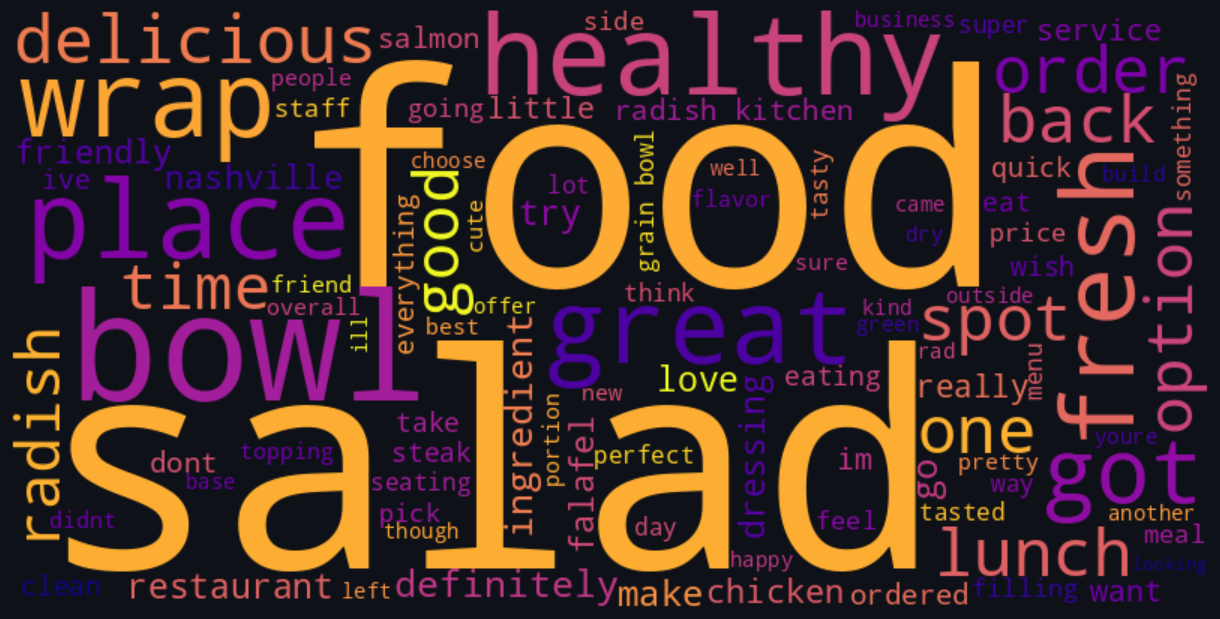 side
business
super
service
delicious
salmon
healthy
order
people
wrap
staff
going
little
radish kitchen
back
something
friendly
choose
food
grain bowl
well
tasty
quick
build
ive
nashville
good
lot
flavor
came
eat
fresh
place
everything
cute
try
dry
price
option
sure
wish
time
friend
overall
offer
think
kind
outside
bowl
ill
best
great
green
spot
radish
ingredient
new
love
eating
rad
really
menu
salad
take
portion
falafel
dressing
one
youre
dont
topping
steak
perfect
im
go
pretty
got
base
seating
way
didnt
pick
though
day
feel
tasted
another
happy
lunch
meal
looking
clean
restaurant
left
definitely
make
chicken
ordered
filling
want